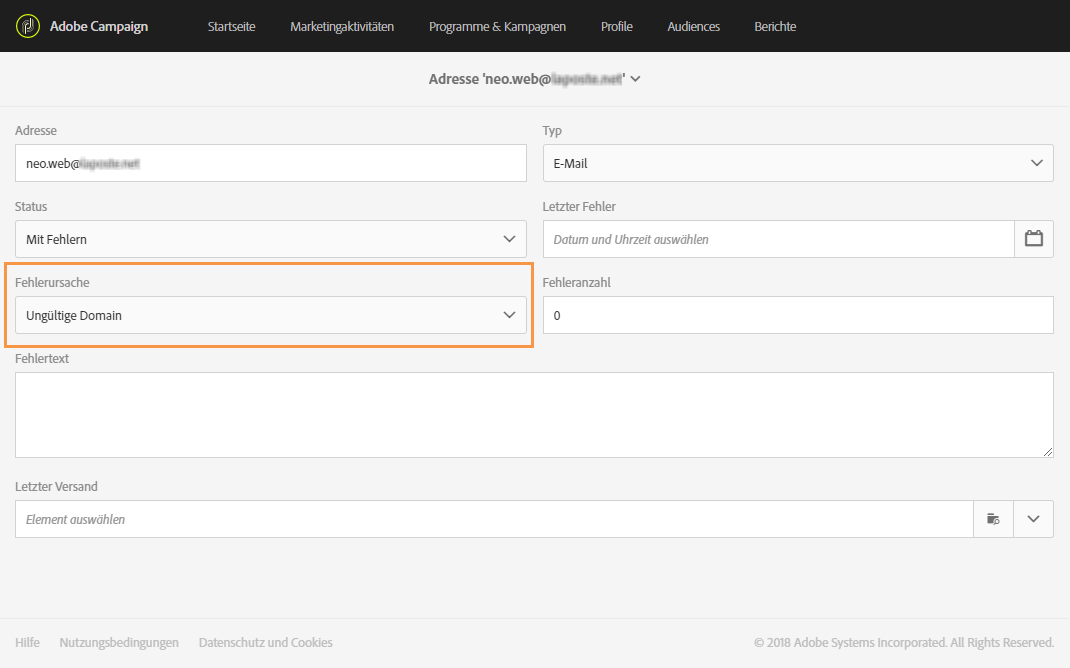 Adobe Campaign Startseite Marketingaktivitäten Programme & Kampagnen Profile Audiences Berichte
Adresse 'neo.web@
Adresse
Typ
neo.web@
E-Mail
Status
Letzter Fehler
Mit Fehlern
Datum und Uhrzeit auswählen
Fehlerursache
Fehleranzahl
Ungültige Domain
0
Fehlertext
Letzter Versand
Element auswählen
Hilfe Nutzungsbedingungen Datenschutz und Cookies © 2018 Adobe Systems Incorporated. All Rights Reserved.